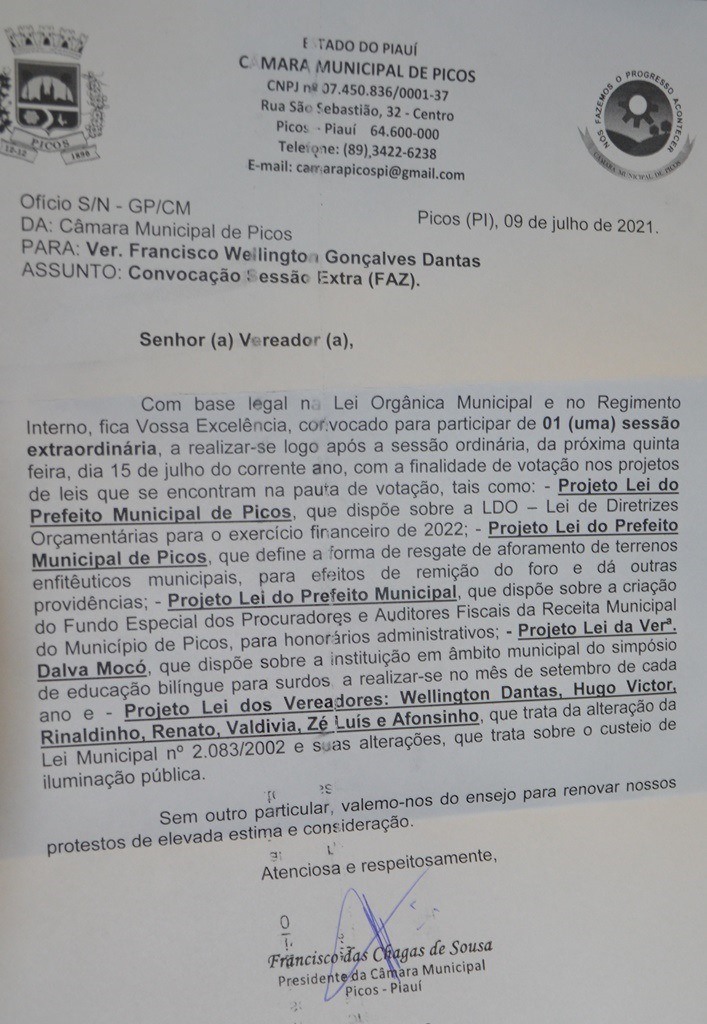 ESTADO DO PIAUÍ
CÂMARA MUNICIPAL DE PICOS
CNPJ nº 07.450.836/0001-37
Rua São Sebastião, 32 - Centro
Picos - Piauí 64.600-000
Telefone: (89)3422-6238
E-mail: camarapicospi@gmail.com
PICOS
12-12 1890
NÓS FAZEMOS O PROGRESSO ACONTECER
CÂMARA MUNICIPAL DE PICOS
Ofício S/N - GP/CM
Picos (PI), 09 de julho de 2021.
DA: Câmara Municipal de Picos
PARA: Ver. Francisco Wellington Gonçalves Dantas
ASSUNTO: Convocação Sessão Extra (FAZ).
Senhor (a) Vereador (a),
Com base legal na Lei Orgânica Municipal e no Regimento
Interno, fica Vossa Excelência, convocado para participar de 01 (uma) sessão
extraordinária, a realizar-se logo após a sessão ordinária, da próxima quinta
feira, dia 15 de julho do corrente ano, com a finalidade de votação nos projetos
de leis que se encontram na pauta de votação, tais como: - Projeto Lei do
Prefeito Municipal de Picos, que dispõe sobre a LDO – Lei de Diretrizes
Orçamentárias para o exercício financeiro de 2022; - Projeto Lei do Prefeito
Municipal de Picos, que define a forma de resgate de aforamento de terrenos
enfitêuticos municipais, para efeitos de remição do foro e dá outras
providências; - Projeto Lei do Prefeito Municipal, que dispõe sobre a criação
do Fundo Especial dos Procuradores e Auditores Fiscais da Receita Municipal
do Município de Picos, para honorários administrativos; - Projeto Lei da Verª.
Dalva Mocó, que dispõe sobre a instituição em âmbito municipal do simpósio
de educação bilíngue para surdos, a realizar-se no mês de setembro de cada
ano e - Projeto Lei dos Vereadores: Wellington Dantas, Hugo Victor,
Rinaldinho, Renato, Valdivia, Zé Luís e Afonsinho, que trata da alteração da
Lei Municipal nº 2.083/2002 e suas alterações, que trata sobre o custeio de
iluminação pública.
Sem outro particular, valemo-nos do ensejo para renovar nossos
protestos de elevada estima e consideração.
Atenciosa e respeitosamente,
Francisco das Chagas de Sousa
Presidente da Câmara Municipal
Picos - Piauí